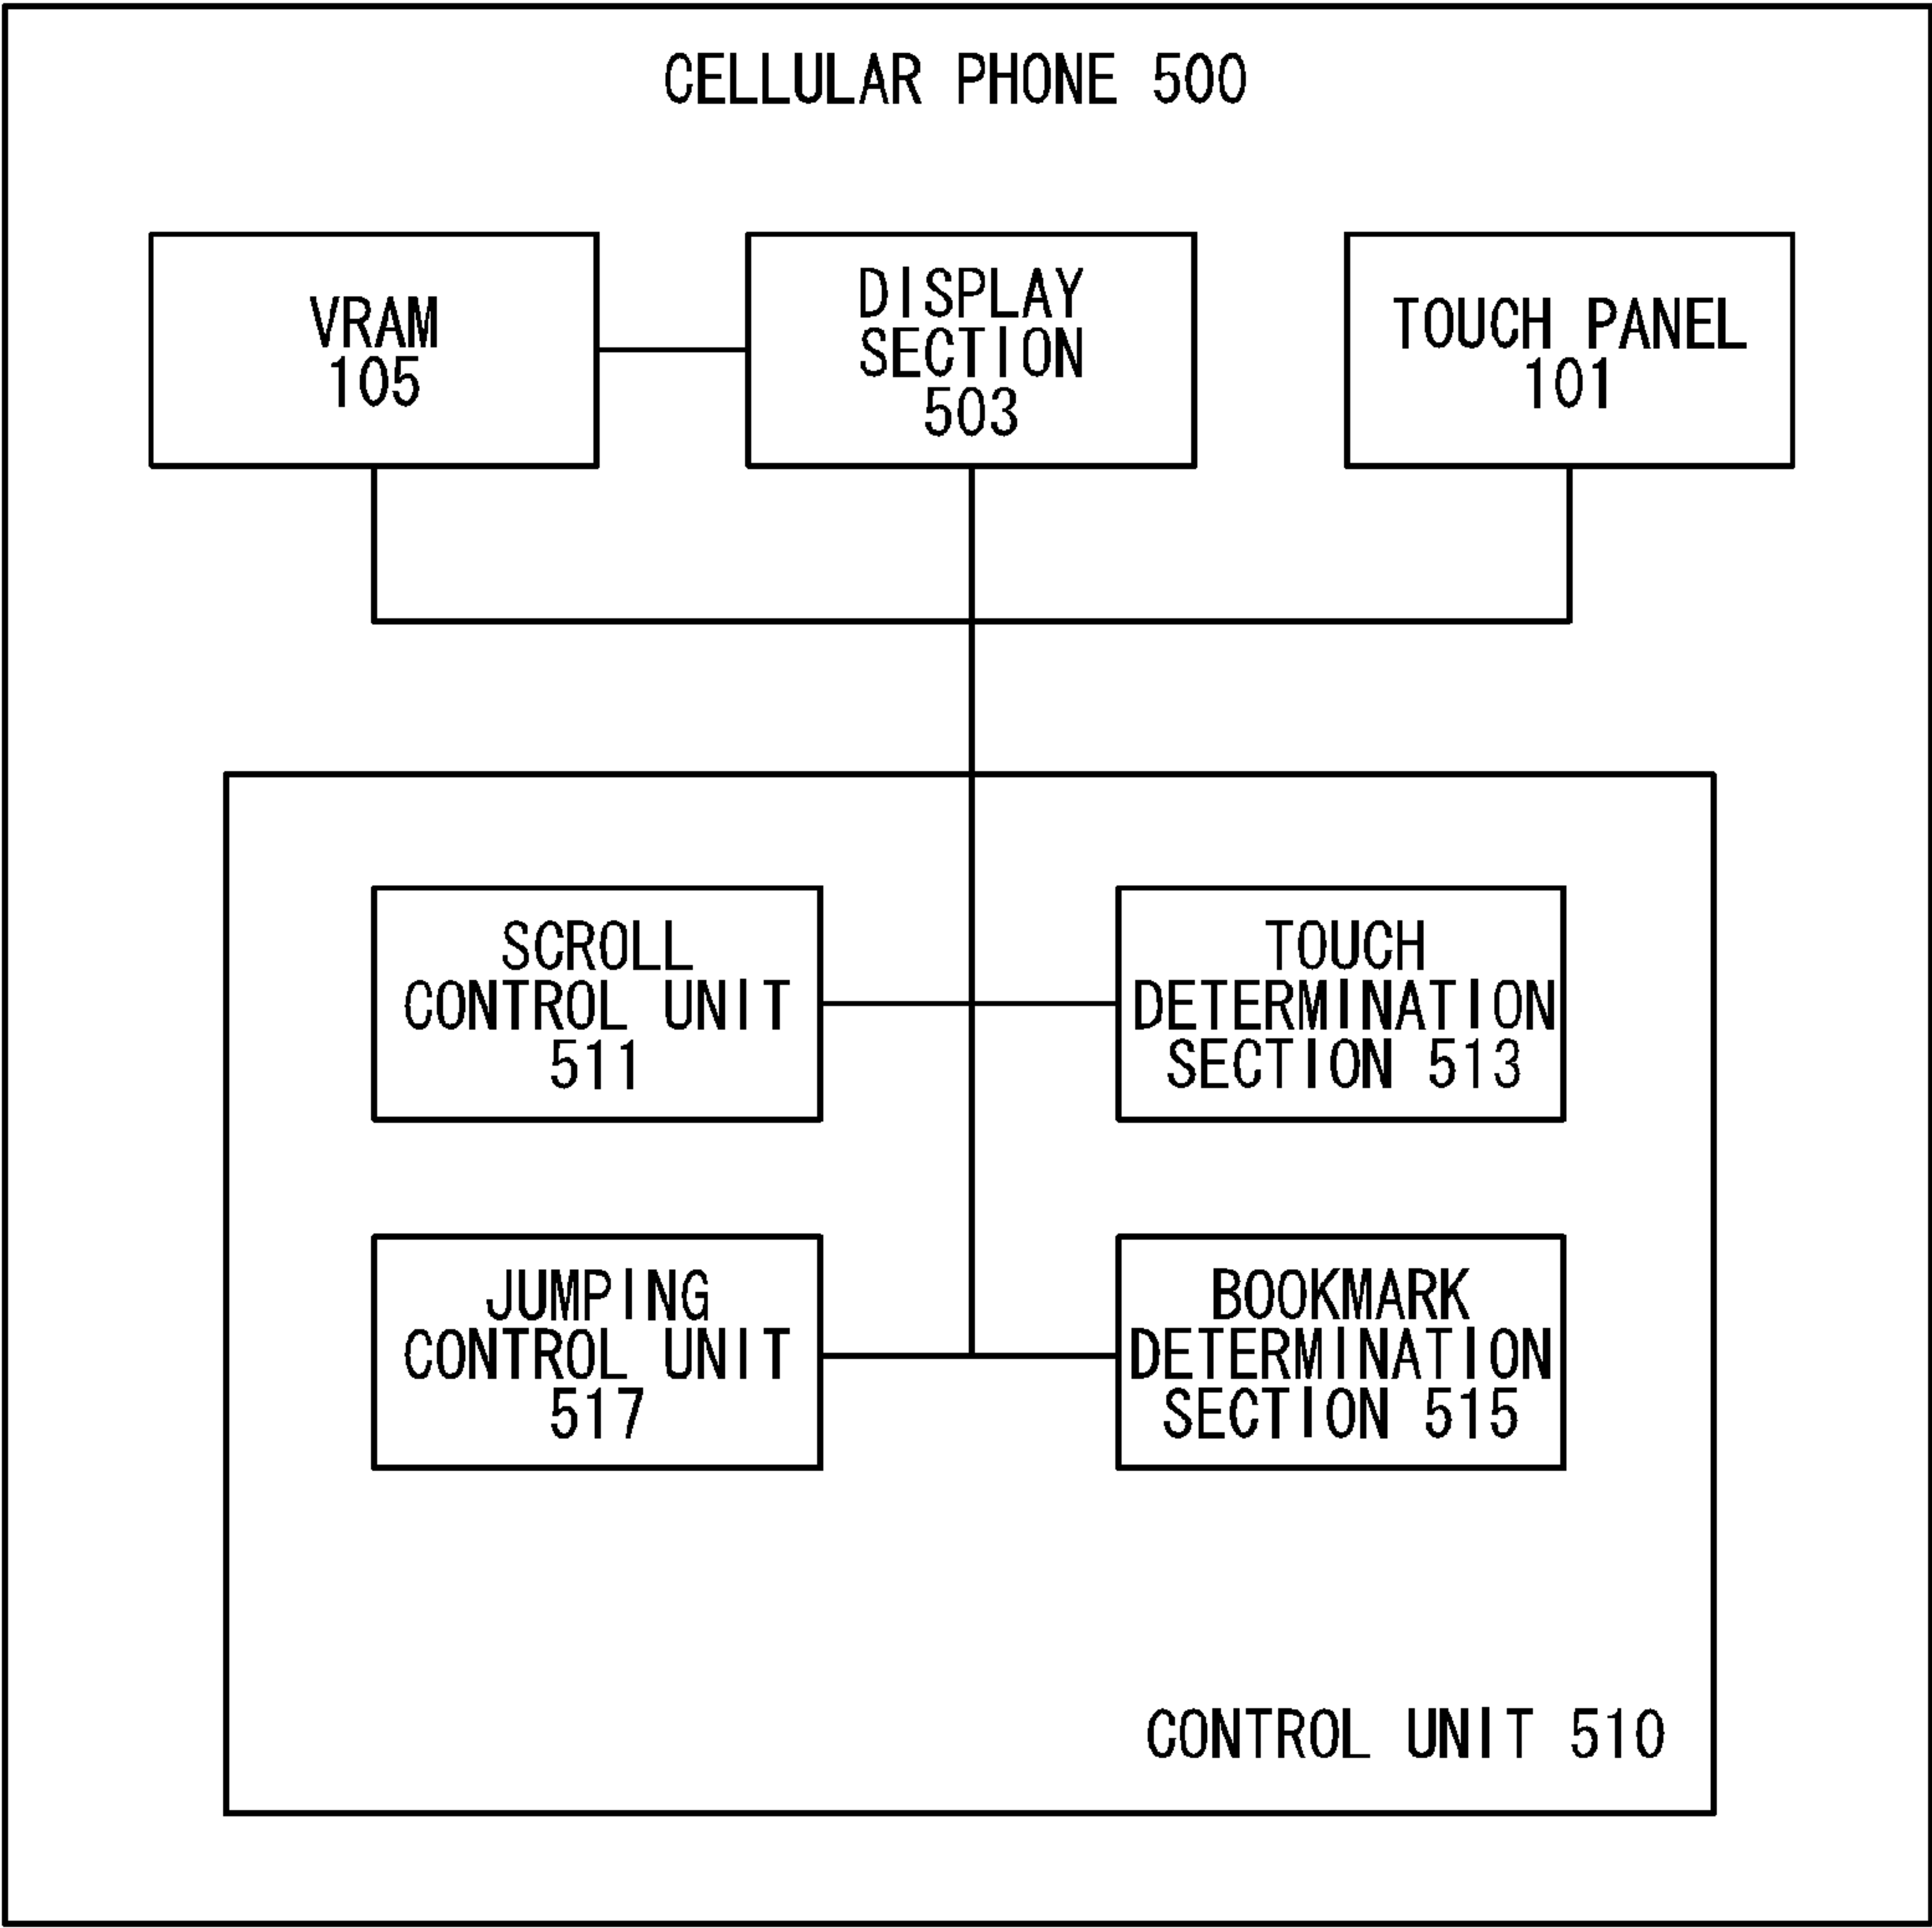 CELLULAR PHONE 500
VRAM
105
DISPLAY
SECTION
503
TOUCH PANEL
101
SCROLL
CONTROL UNIT
511
TOUCH
DETERMINATION
SECTION 513
JUMPING
CONTROL UNIT
517
BOOKMARK
DETERMINATION
SECTION 515
CONTROL UNIT 510